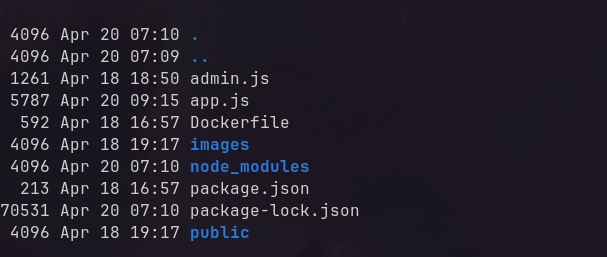 4096 Apr 20 07:10 .
4096 Apr 20 07:09 ..
1261 Apr 18 18:50 admin.js
5787 Apr 20 09:15 app.js
592 Apr 18 16:57 Dockerfile
4096 Apr 18 19:17 images
4096 Apr 20 07:10 node_modules
213 Apr 18 16:57 package.json
70531 Apr 20 07:10 package-lock.json
4096 Apr 18 19:17 public